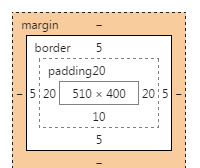 margin –
border 5
padding20
– 5 20 510 × 400 20 5 –
10
5
–